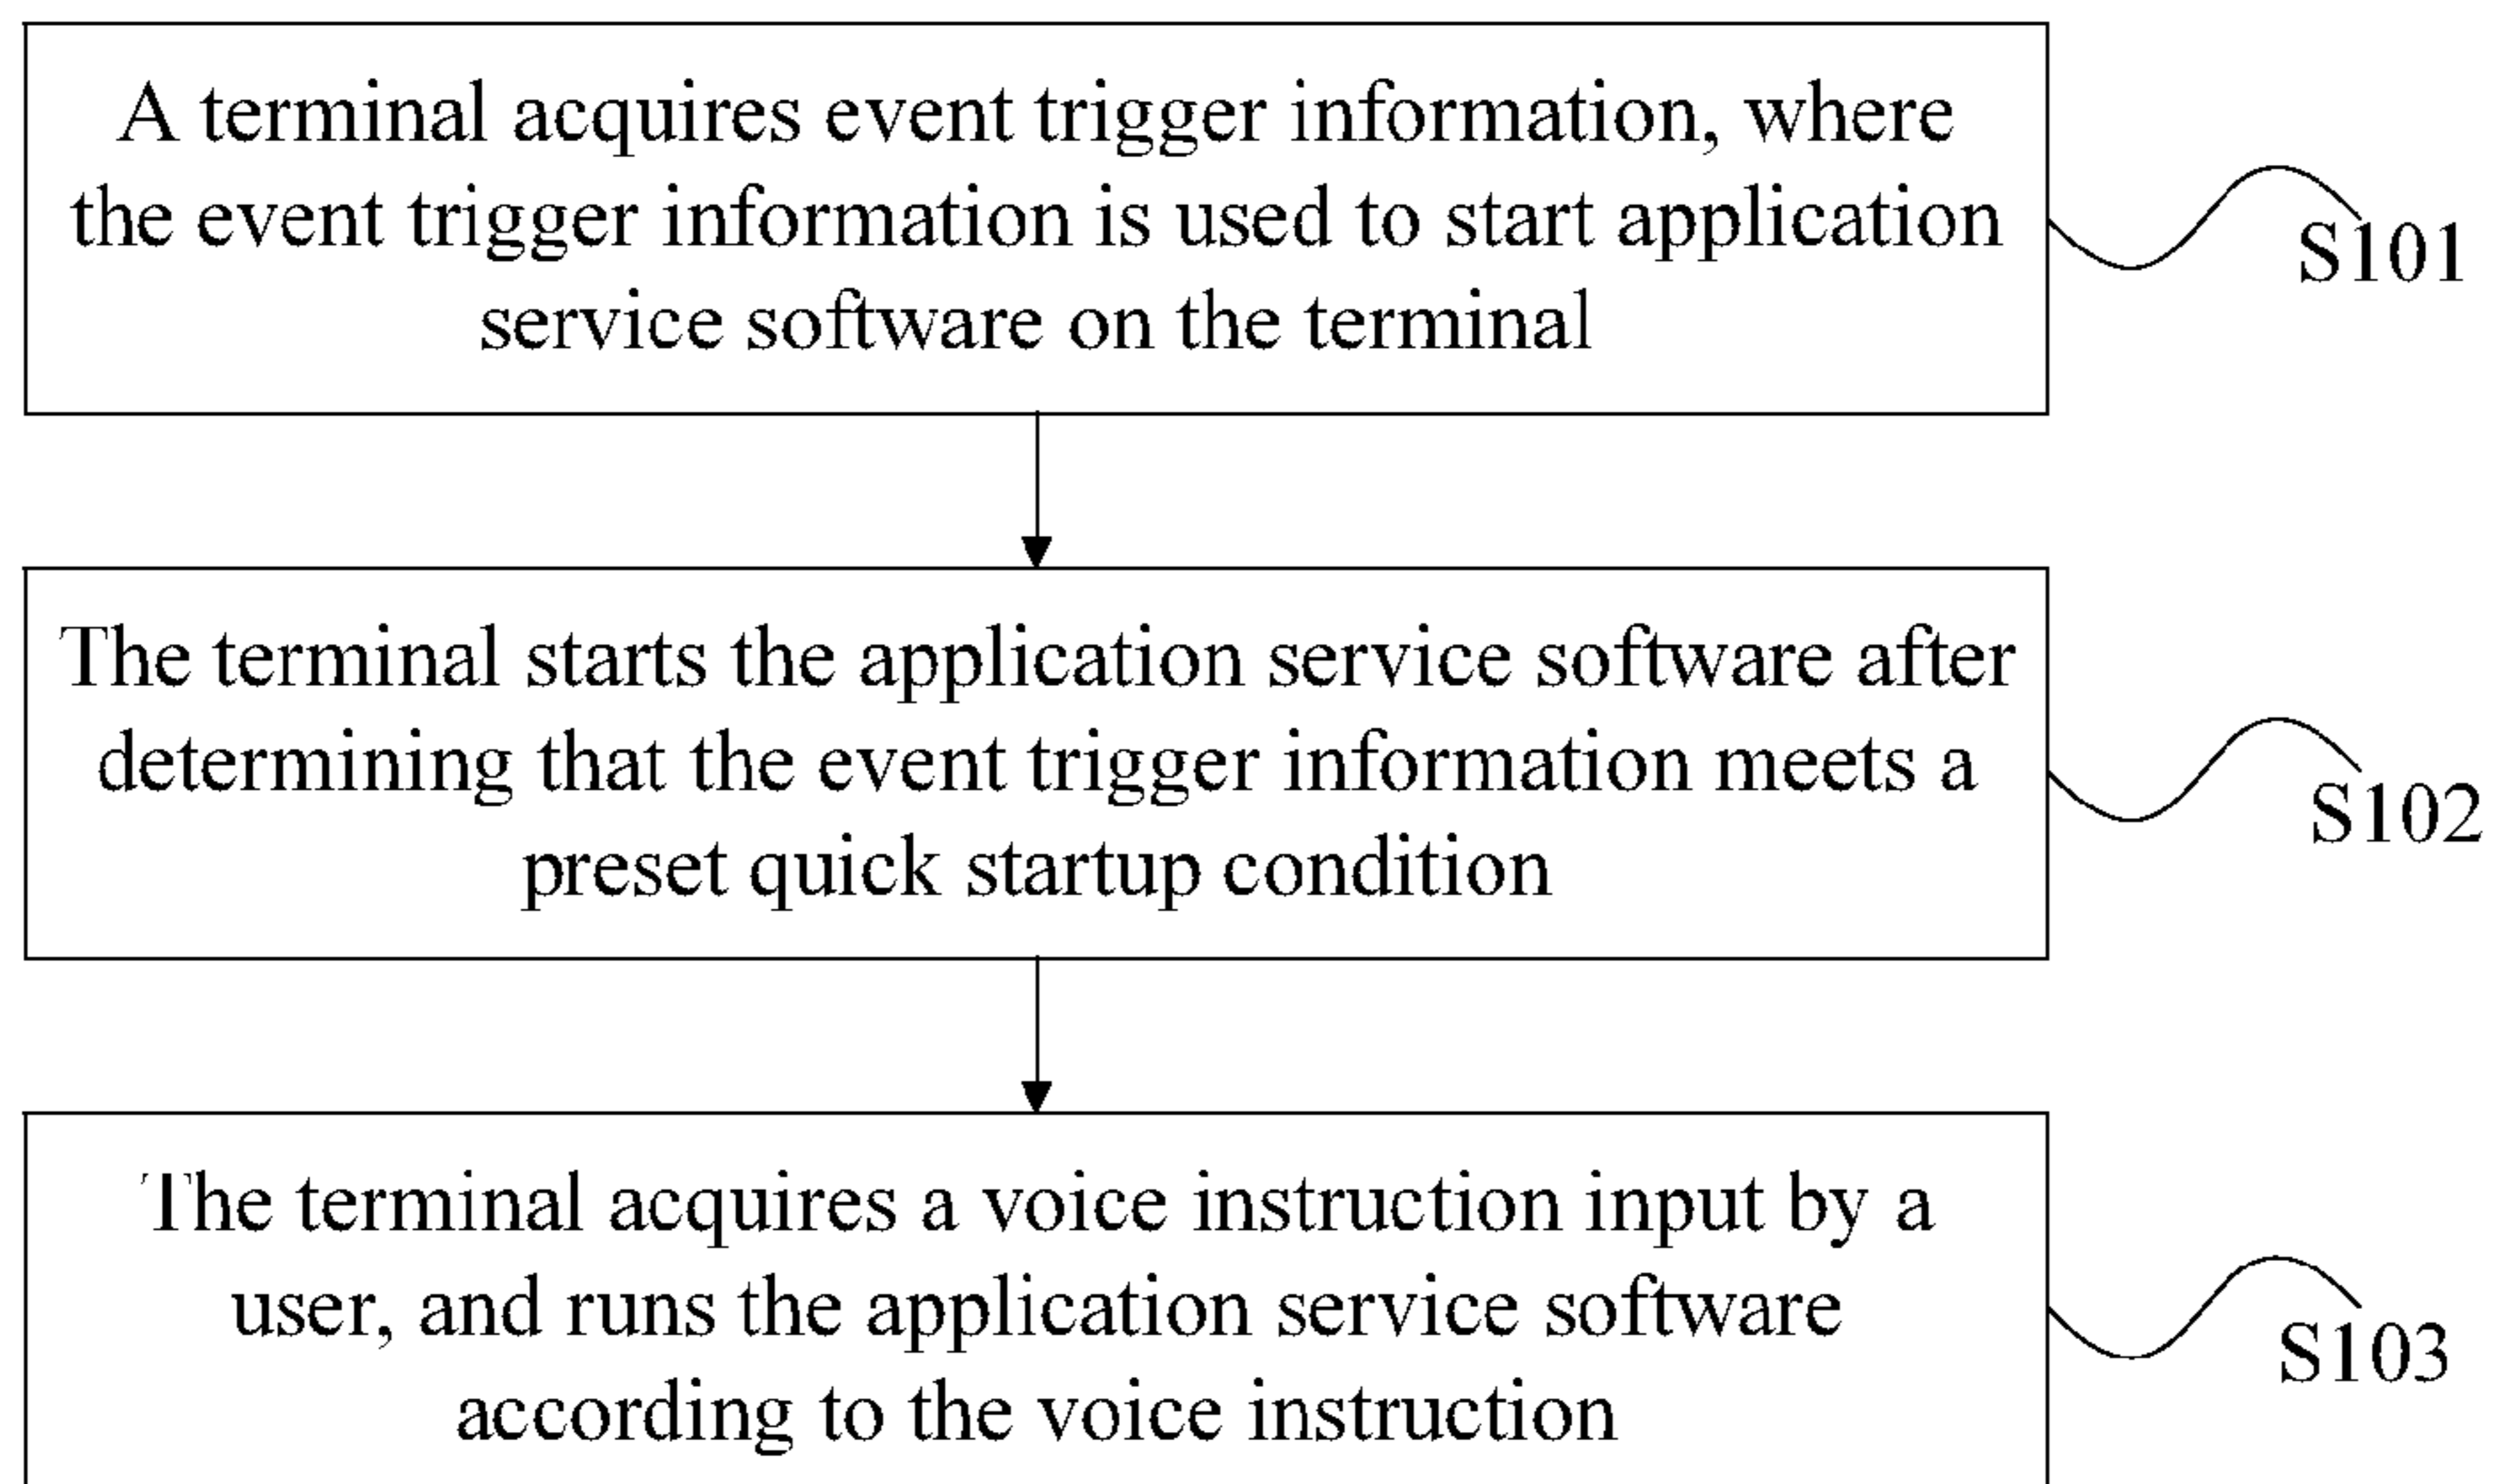 A terminal acquires event trigger information, where
the event trigger information is used to start application
service software on the terminal
S101
The terminal starts the application service software after
determining that the event trigger information meets a
preset quick startup condition
S102
The terminal acquires a voice instruction input by a
user, and runs the application service software
according to the voice instruction
S103